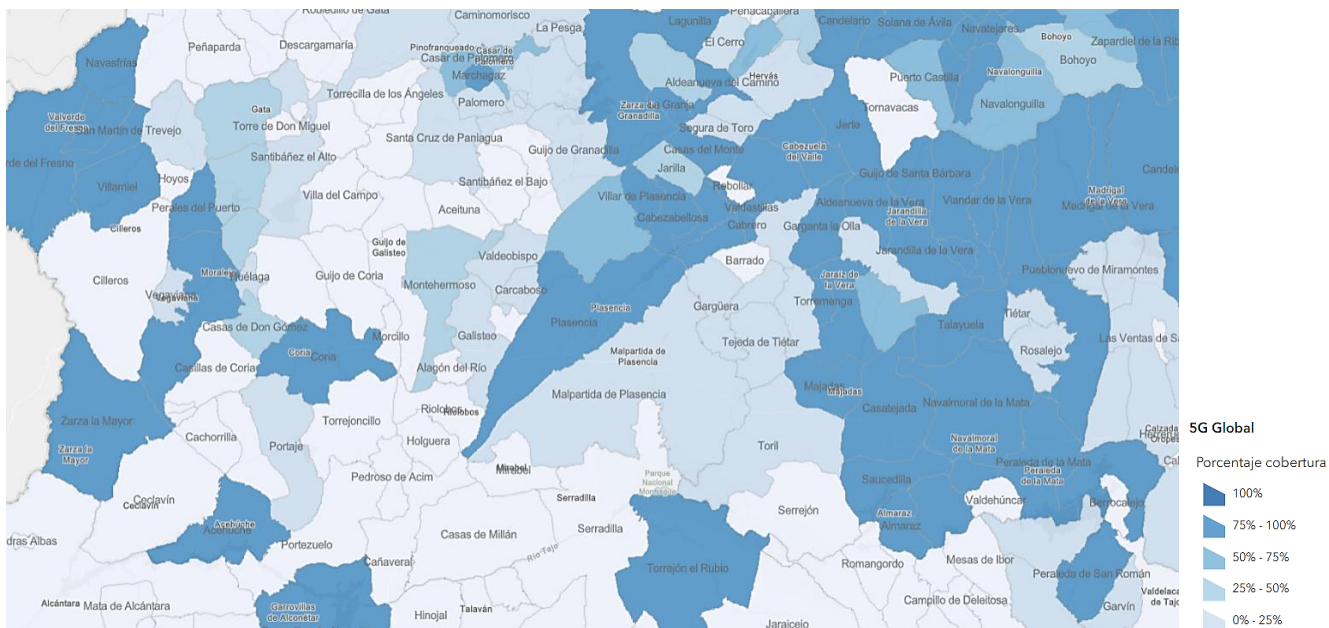 Robledillo de Gata
Caminomorisco
La Pesga
Lagunilla
Peñacaballera
Candelario
Solana de Ávila
Navatejares
Bohoyo
Zapardiel de la Rib
Peñaparda
Descargamaría
Pinofranqueado
Casar de
Palomero
Casar de Palomero
El Cerro
Bohoyo
Navasfrías
Marchagaz
Aldeanueva del Camino
Hervás
Puerto Castilla
Navalonguilla
Torrecilla de los Ángeles
Palomero
Zarza de
Granadilla
La Granja
Tornavacas
Navalonguilla
Gata
Valverde
del Fresno
San Martín de Trevejo
Torre de Don Miguel
Santa Cruz de Paniagua
Segura de Toro
Jerte
Santibáñez el Alto
Guijo de Granadilla
Casas del Monte
Cabezuela
del Valle
rde del Fresno
Villamiel
Hoyos
Santibáñez el Bajo
Jarilla
Rebollar
Guijo de Santa Bárbara
Candele
Villa del Campo
Villar de Plasencia
Madrigal
de la Vera
Perales del Puerto
Aceituna
Cabezabellosa
Valdastillas
Aldeanueva de la Vera
Jarandilla
de la Vera
Viandar de la Vera
Madrigal de la Vera
Cilleros
Cabrero
Garganta la Olla
Guijo de
Galisteo
Valdeobispo
Jarandilla de la Vera
Cilleros
Moraleja
Huélaga
Guijo de Coria
Montehermoso
Barrado
Jaraíz de
la Vera
Pueblonuevo de Miramontes
Vegaviana
Vegaviana
Carcaboso
Plasencia
Gargüera
Torremenga
Tiétar
Casas de Don Gómez
Morcillo
Galisteo
Plasencia
Talayuela
Coria
Coria
Malpartida de
Plasencia
Tejeda de Tiétar
Rosalejo
Las Ventas de Sa
Casillas de Coria
Alagón del Río
Malpartida de Plasencia
Majadas
Majadas
Zarza la Mayor
Torrejoncillo
Riolobos
Riolobos
Casatejada
Navalmoral de la Mata
Cachorrilla
Portaje
Holguera
Toril
Navalmoral
de la Mata
Calzada
Oropesa
Zarza la
Mayor
Mirabel
Mirabel
Peraleda de la Mata
Peraleda
de la Mata
Pedroso de Acim
Parque
Nacional
Monfragüe
Saucedilla
Ceclavín
Ceclavín
Serradilla
Serrejón
Almaraz
Almaraz
Valdehúncar
Berrocalejo
Acehúche
Acehúche
Serradilla
dras Albas
Portezuelo
Casas de Millán
Río Tajo
Cañaveral
Torrejón el Rubio
Romangordo
Mesas de Ibor
Peraleda de San Román
Alcántara
Mata de Alcántara
Garrovillas
de Alconétar
Hinojal
Talaván
Jaraicejo
Campillo de Deleitosa
Garvín
Valdelaca
de Tajo
5G Global
Porcentaje cobertura
100%
75% - 100%
50% - 75%
25% - 50%
0% - 25%